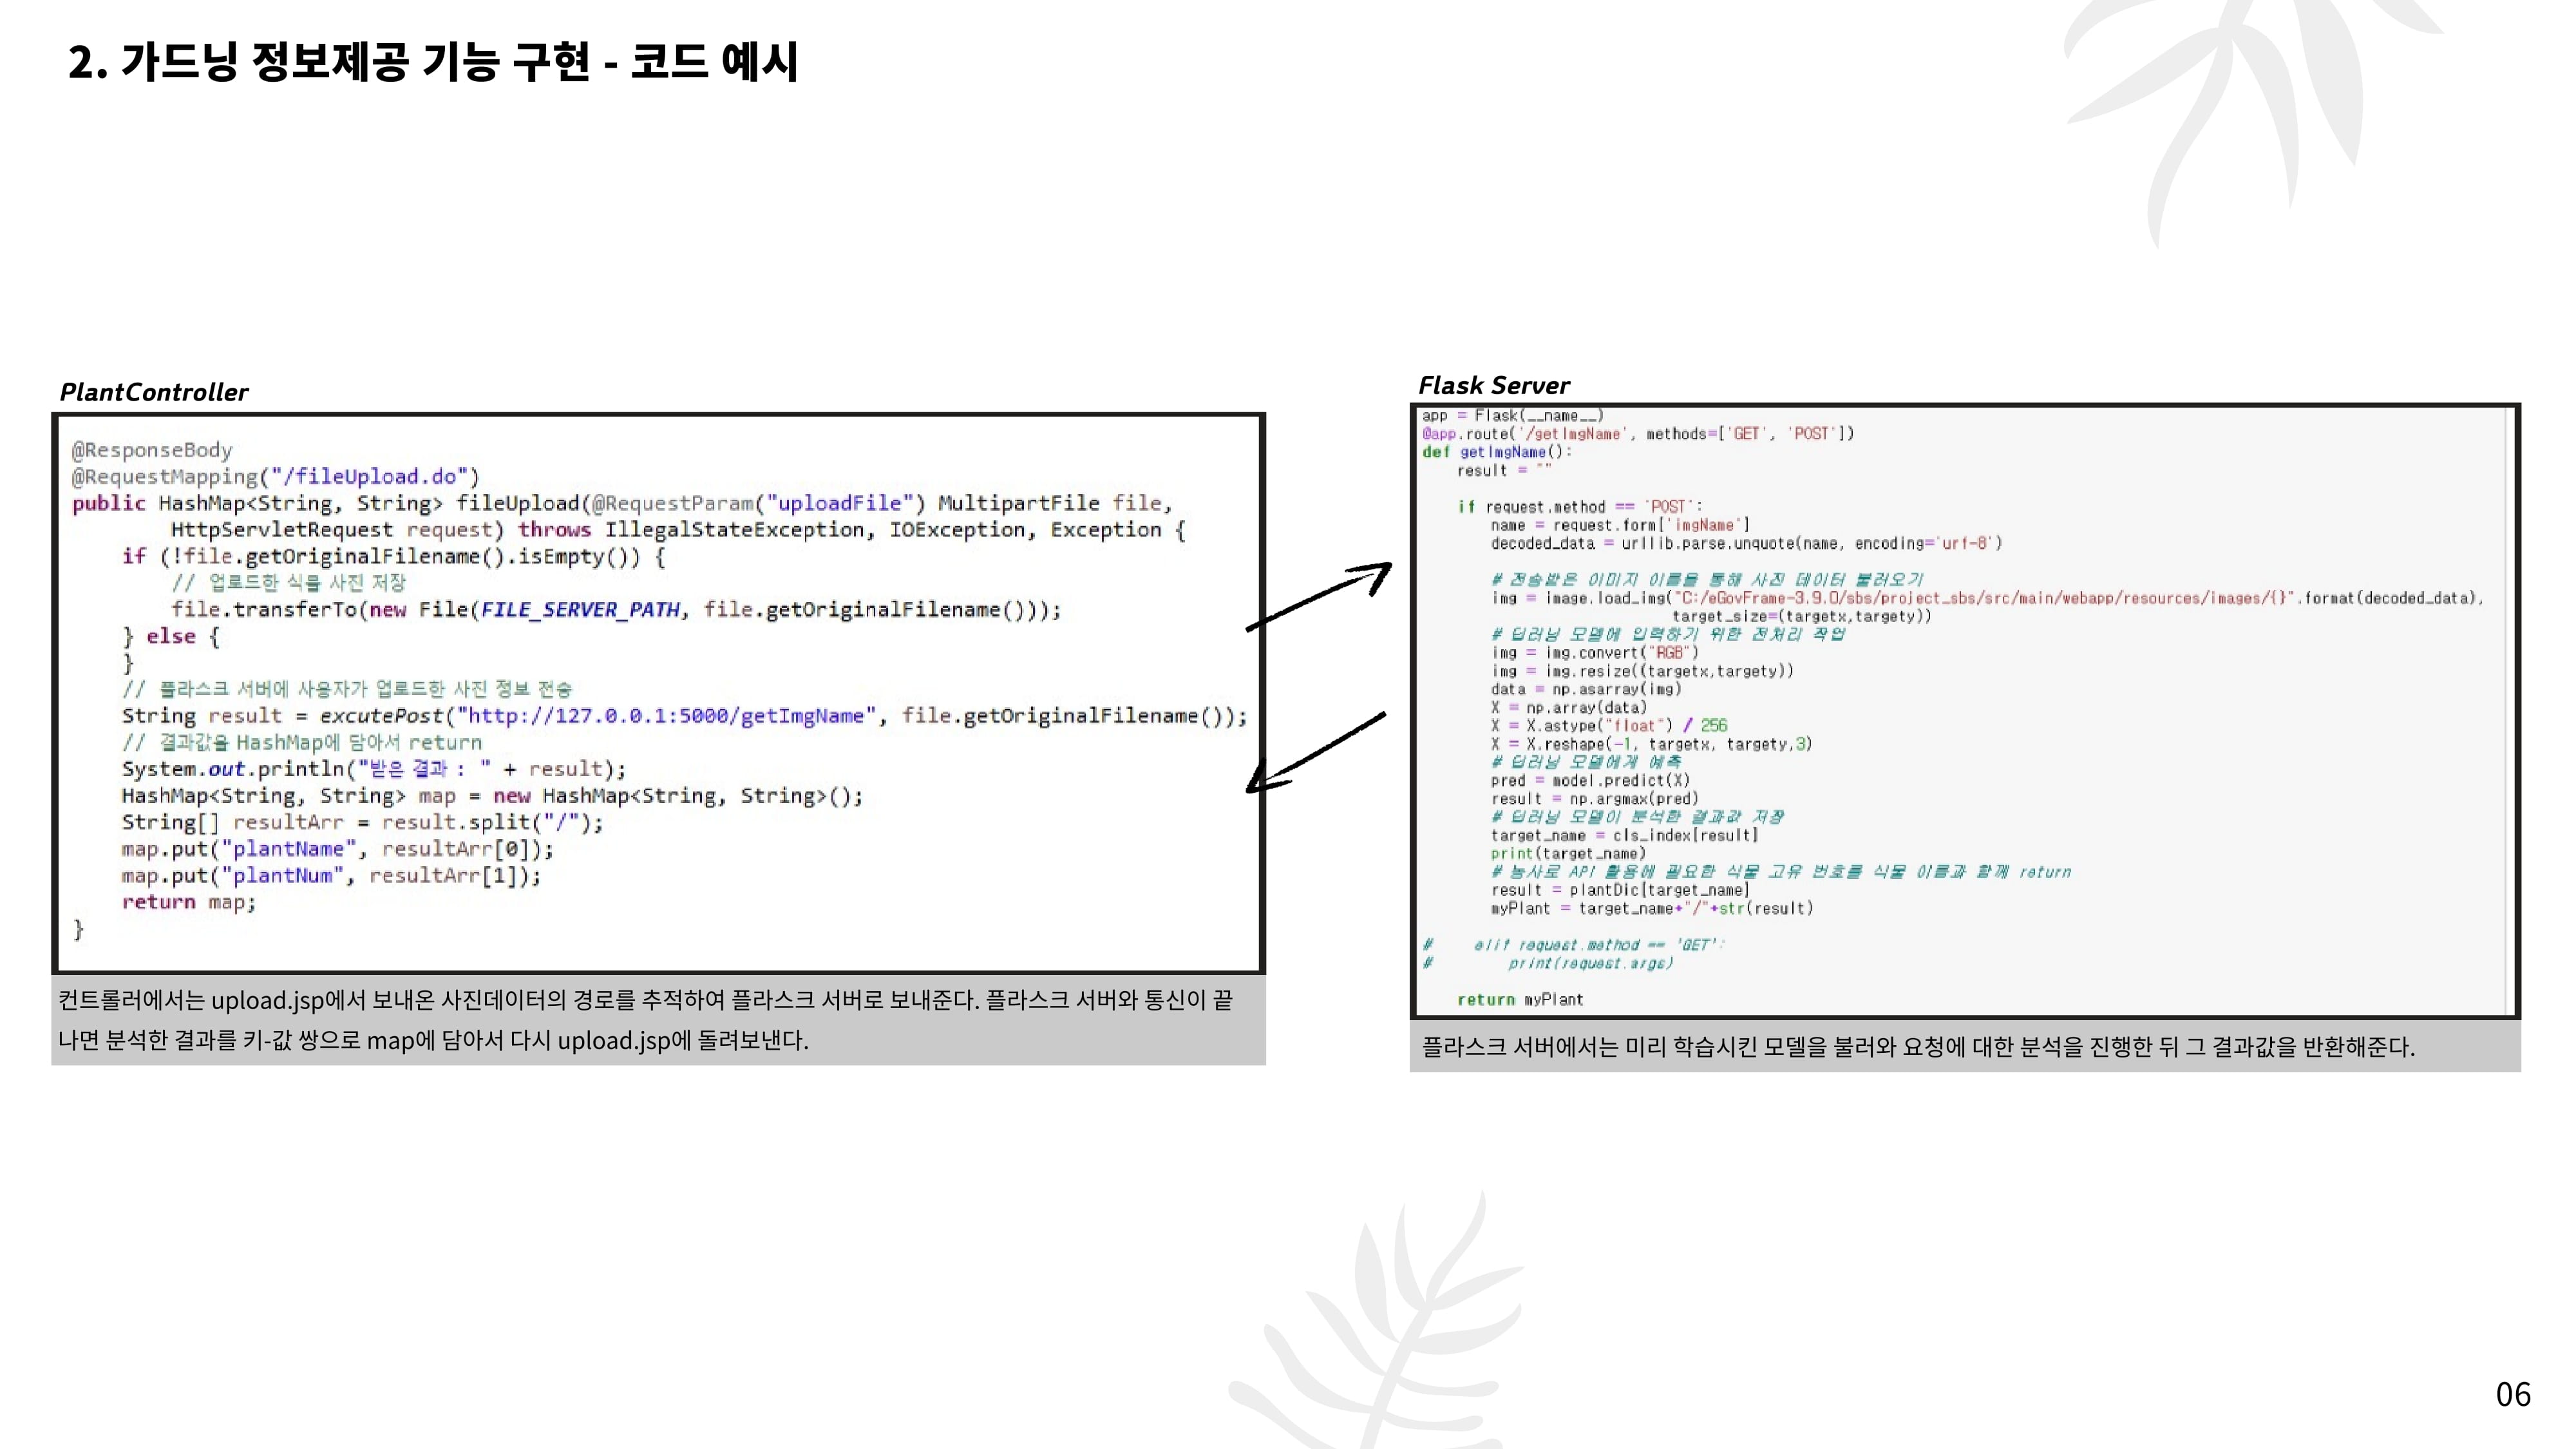 2. 가드닝 정보제공 기능 구현 - 코드 예시
PlantController
@ResponseBody
@RequestMapping("/fileUpload.do")
public HashMap<String, String> fileUpload(@RequestParam("uploadFile") MultipartFile file,
        HttpServletRequest request) throws IllegalStateException, IOException, Exception {
    if (!file.getOriginalFilename().isEmpty()) {
        // 업로드한 식물 사진 저장
        file.transferTo(new File(FILE_SERVER_PATH, file.getOriginalFilename()));
    } else {
    }
    // 플라스크 서버에 사용자가 업로드한 사진 정보 전송
    String result = excutePost("http://127.0.0.1:5000/getImgName", file.getOriginalFilename());
    // 결과값을 HashMap에 담아서 return
    System.out.println("받은 결과 : " + result);
    HashMap<String, String> map = new HashMap<String, String>();
    String[] resultArr = result.split("/");
    map.put("plantName", resultArr[0]);
    map.put("plantNum", resultArr[1]);
    return map;
}
컨트롤러에서는 upload.jsp에서 보내온 사진데이터의 경로를 추적하여 플라스크 서버로 보내준다. 플라스크 서버와 통신이 끝
나면 분석한 결과를 키-값 쌍으로 map에 담아서 다시 upload.jsp에 돌려보낸다.
Flask Server
app = Flask(__name__)
@app.route('/getImgName', methods=['GET', 'POST'])
def getImgName():
    result = ""
    if request.method == 'POST':
        name = request.form['imgName']
        decoded_data = urllib.parse.unquote(name, encoding='urf-8')
        # 전송받은 이미지 이름을 통해 사진 데이터 불러오기
        img = image.load_img("C:/eGovFrame-3.9.0/sbs/project_sbs/src/main/webapp/resources/images/{}".format(decoded_data),
                             target_size=(targetx,targety))
        # 딥러닝 모델에 입력하기 위한 전처리 작업
        img = img.convert("RGB")
        img = img.resize((targetx,targety))
        data = np.asarray(img)
        X = np.array(data)
        X = X.astype("float") / 256
        X = X.reshape(-1, targetx, targety,3)
        # 딥러닝 모델에게 예측
        pred = model.predict(X)
        result = np.argmax(pred)
        # 딥러닝 모델이 분석한 결과값 저장
        target_name = cls_index[result]
        print(target_name)
        # 농사로 API 활용에 필요한 식물 고유 번호를 식물 이름과 함께 return
        result = plantDic[target_name]
        myPlant = target_name+"/"+str(result)
#     elif request.method == 'GET':
#         print(request.args)
    return myPlant
플라스크 서버에서는 미리 학습시킨 모델을 불러와 요청에 대한 분석을 진행한 뒤 그 결과값을 반환해준다.
06